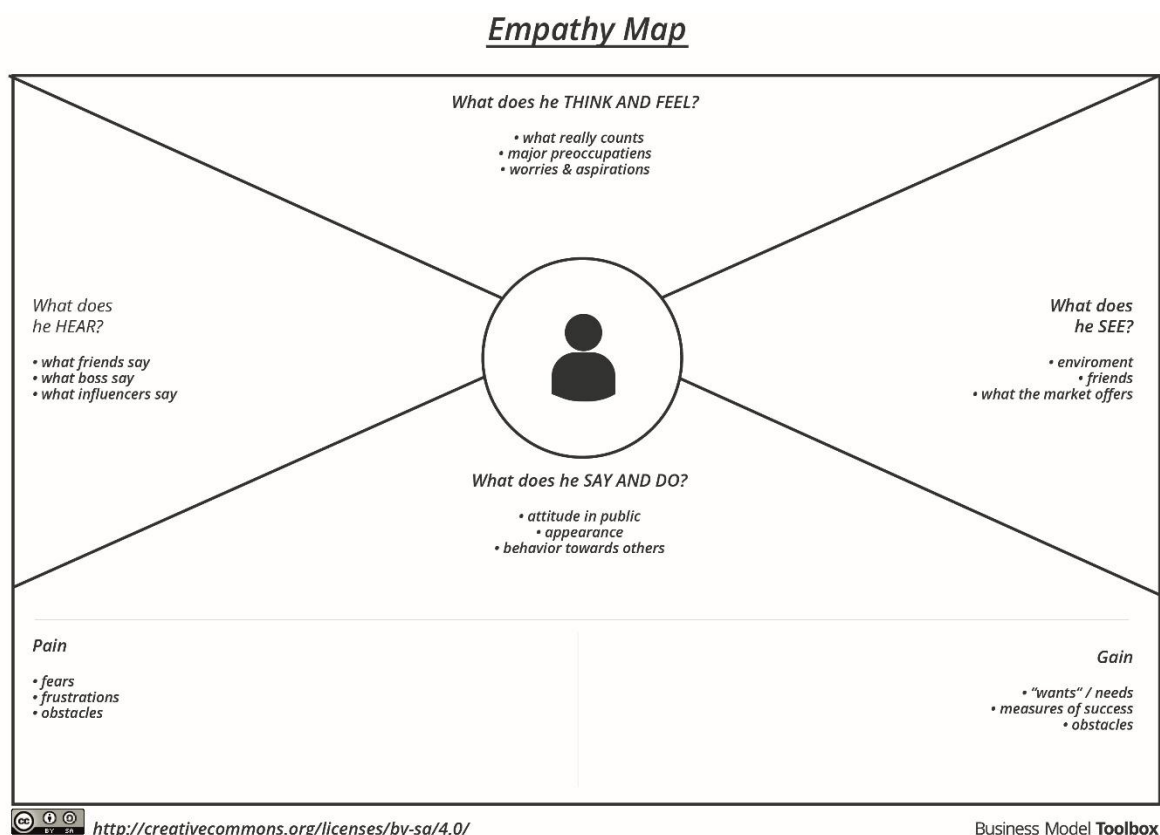 Empathy Map
What does he THINK AND FEEL?
• what really counts
• major preoccupatiens
• worries & aspirations
What does
he HEAR?
• what friends say
• what boss say
• what influencers say
What does
he SEE?
• enviroment
• friends
• what the market offers
What does he SAY AND DO?
• attitude in public
• appearance
• behavior towards others
Pain
• fears
• frustrations
• obstacles
Gain
• “wants” / needs
• measures of success
• obstacles
cc BY SA http://creativecommons.org/licenses/by-sa/4.0/
Business Model Toolbox